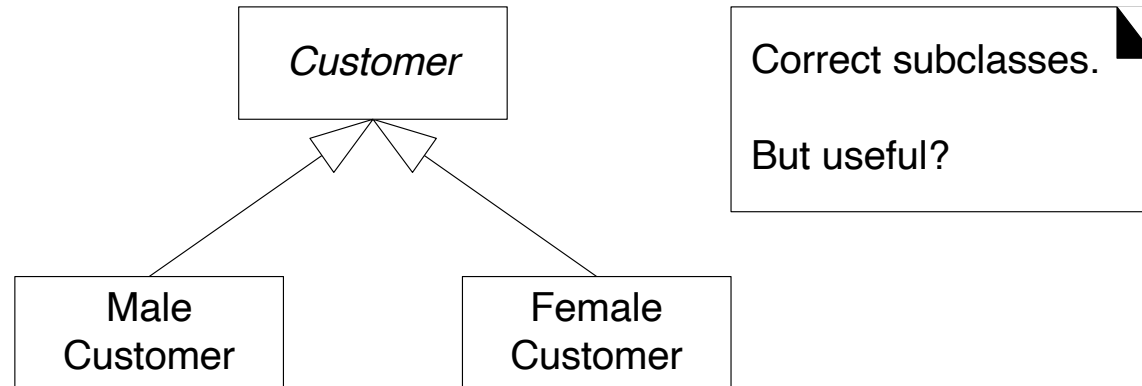 Customer
Correct subclasses.
But useful?
Male
Customer
Female
Customer